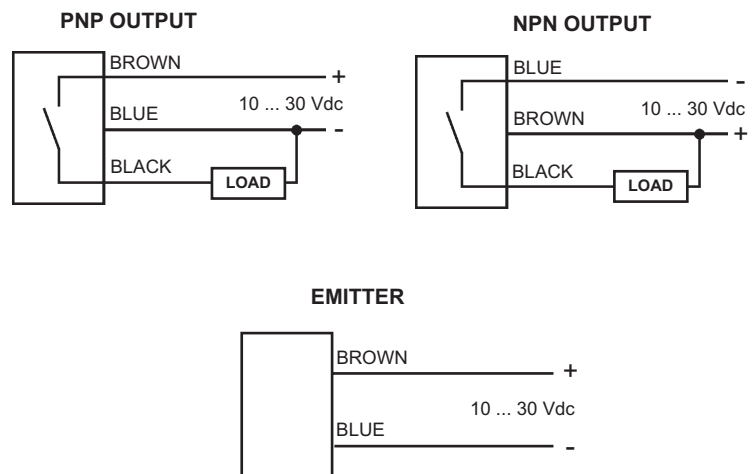 PNP OUTPUT
BROWN
+
BLUE
10 ... 30 Vdc
-
BLACK
LOAD
NPN OUTPUT
BLUE
-
10 ... 30 Vdc
BROWN
+
BLACK
LOAD
EMITTER
BROWN
+
10 ... 30 Vdc
BLUE
-